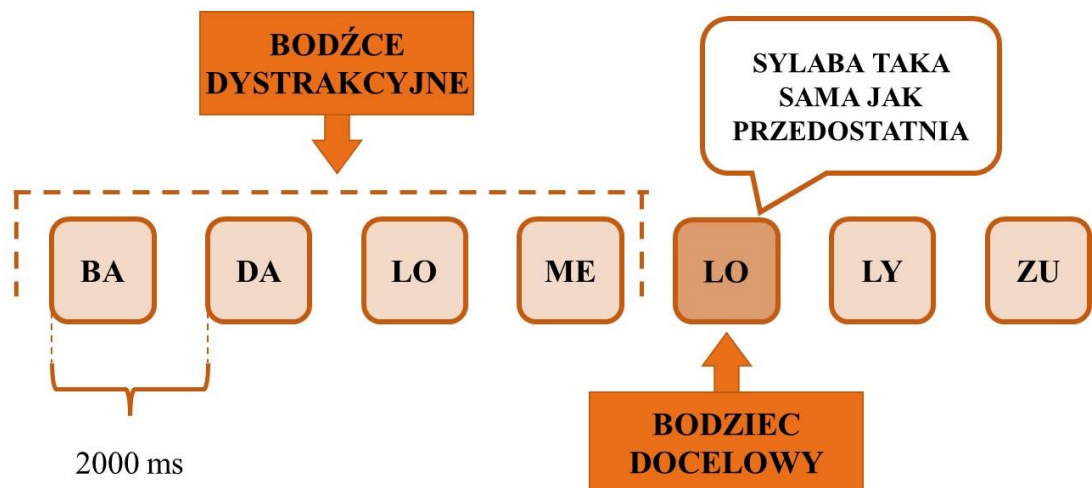 BODŹCE
DYSTRAKCYJNE
SYLABA TAKA
SAMA JAK
PRZEDOSTATNIA
BA DA LO ME LO LY ZU
2000 ms
BODZIEC
DOCELOWY